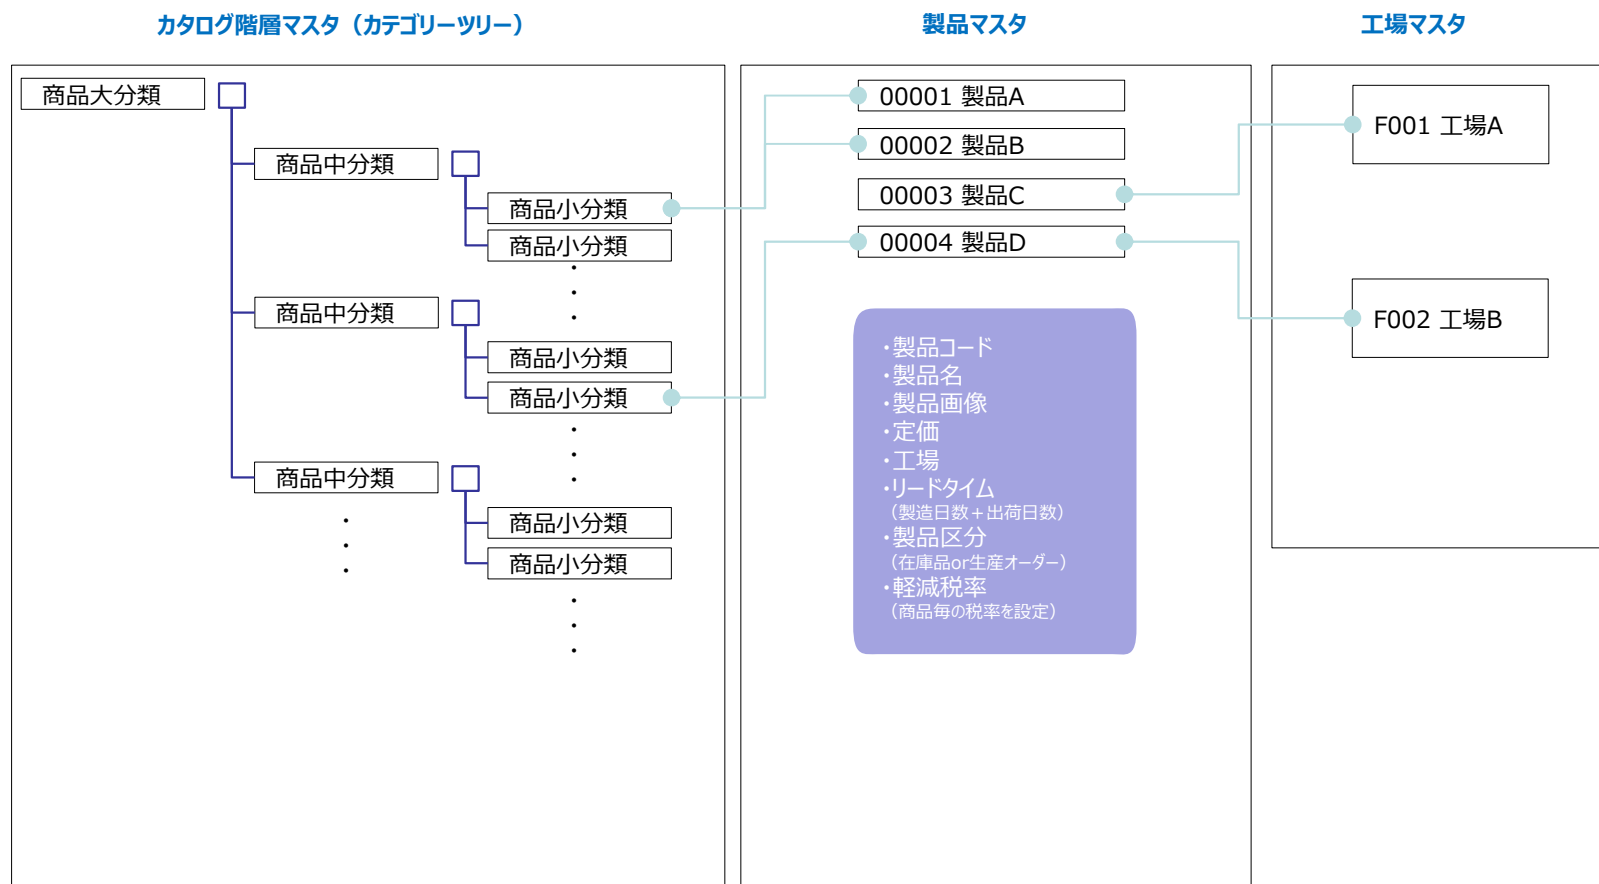 カタログ階層マスタ（カテゴリーツリー）
商品大分類
商品中分類
商品小分類
商品小分類
・
・
・
商品中分類
商品小分類
商品小分類
・
・
・
商品中分類
・
・
・
商品小分類
商品小分類
・
・
・
製品マスタ
00001 製品A
00002 製品B
00003 製品C
00004 製品D
・製品コード
・製品名
・製品画像
・定価
・工場
・リードタイム
（製造日数＋出荷日数）
・製品区分
（在庫品or生産オーダー）
・軽減税率
（商品毎の税率を設定）
工場マスタ
F001 工場A
F002 工場B